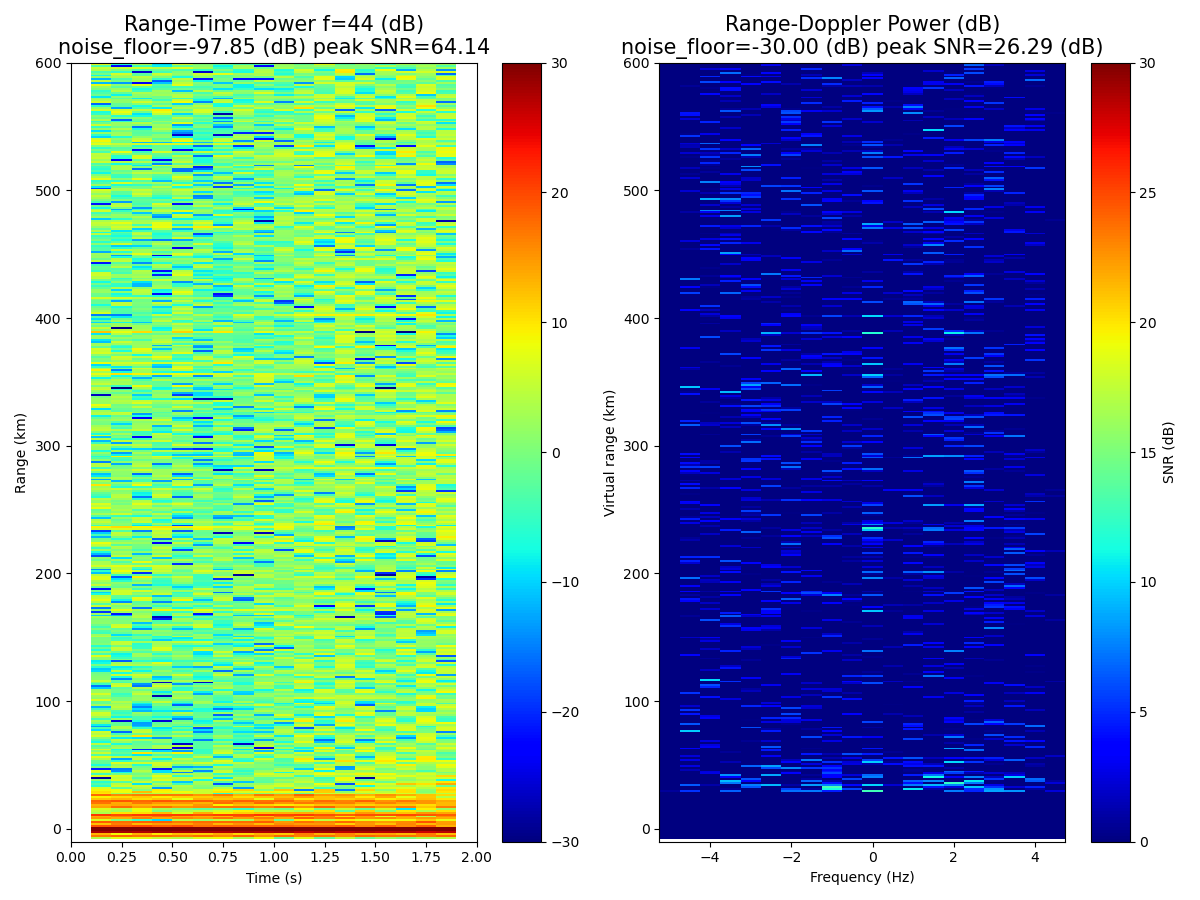 Range-Time Power f=44 (dB)
noise_floor=-97.85 (dB) peak SNR=64.14
Range (km)
600
500
400
300
200
100
0
0.00 0.25 0.50 0.75 1.00 1.25 1.50 1.75 2.00
Time (s)
30
20
10
0
−10
−20
−30
Range-Doppler Power (dB)
noise_floor=-30.00 (dB) peak SNR=26.29 (dB)
Virtual range (km)
600
500
400
300
200
100
0
−4 −2 0 2 4
Frequency (Hz)
30
25
20
15
10
5
0
SNR (dB)